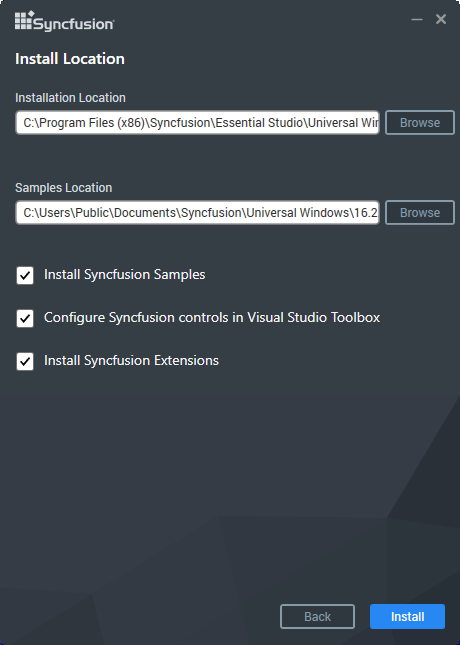 Syncfusion
Install Location
Installation Location
C:\Program Files (x86)\Syncfusion\Essential Studio\Universal Wir
Browse
Samples Location
C:\Users\Public\Documents\Syncfusion\Universal Windows\16.2
Browse
Install Syncfusion Samples
Configure Syncfusion controls in Visual Studio Toolbox
Install Syncfusion Extensions
Back
Install